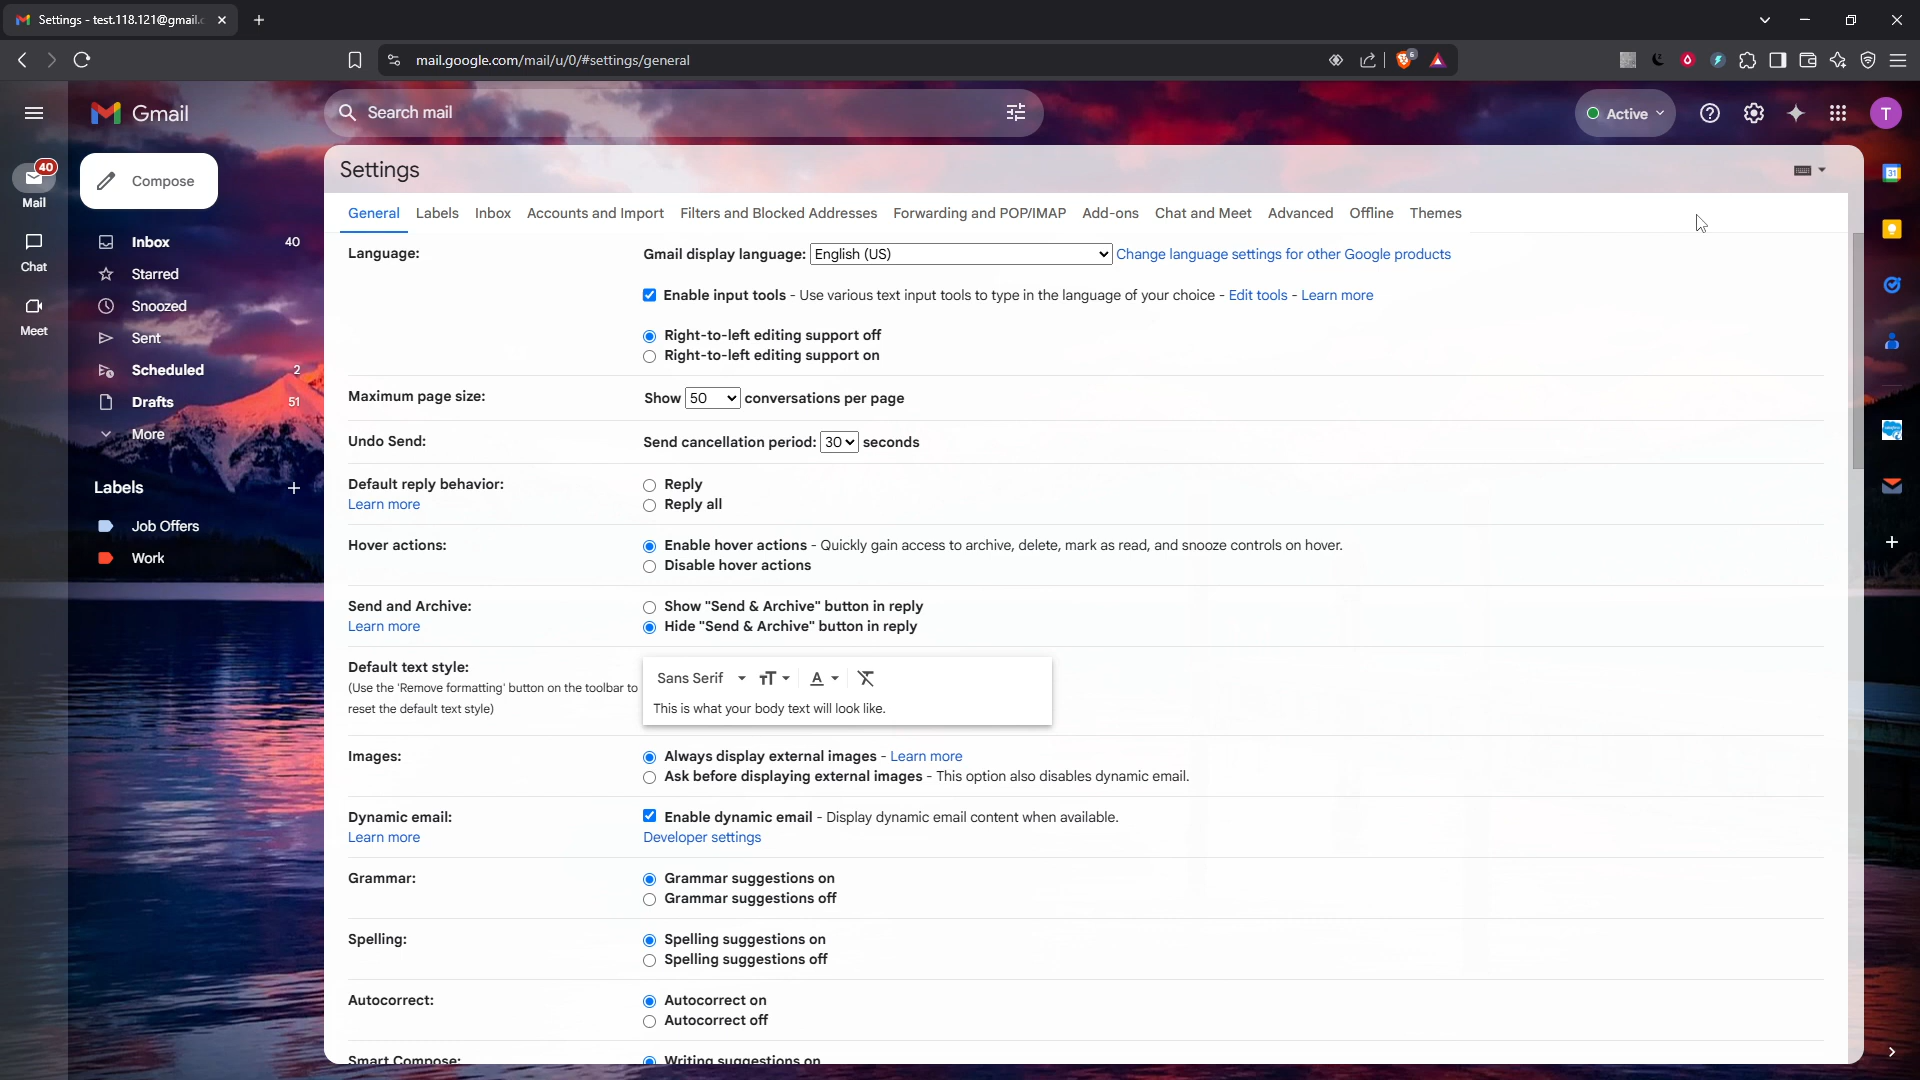 Settings - test.118.121@gmail.c
mail.google.com/mail/u/0/#settings/general
6
Gmail
Search mail
Active
T
40
Mail
Chat
Meet
Compose
Inbox 40
Starred
Snoozed
Sent
Scheduled 2
Drafts 51
More
Labels
Job Offers
Work
31
Settings
General Labels Inbox Accounts and Import Filters and Blocked Addresses Forwarding and POP/IMAP Add-ons Chat and Meet Advanced Offline Themes
Language: Gmail display language: English (US) Change language settings for other Google products
Enable input tools - Use various text input tools to type in the language of your choice - Edit tools - Learn more
Right-to-left editing support off
Right-to-left editing support on
Maximum page size: Show 50 conversations per page
Undo Send: Send cancellation period: 30 seconds
Default reply behavior: Reply
Learn more Reply all
Hover actions: Enable hover actions - Quickly gain access to archive, delete, mark as read, and snooze controls on hover.
Disable hover actions
Send and Archive: Show "Send & Archive" button in reply
Learn more Hide "Send & Archive" button in reply
Default text style:
(Use the 'Remove formatting' button on the toolbar to
reset the default text style)
Sans Serif
This is what your body text will look like.
Images: Always display external images - Learn more
Ask before displaying external images - This option also disables dynamic email.
Dynamic email: Enable dynamic email - Display dynamic email content when available.
Learn more Developer settings
Grammar: Grammar suggestions on
Grammar suggestions off
Spelling: Spelling suggestions on
Spelling suggestions off
Autocorrect: Autocorrect on
Autocorrect off
Smart Compose: Writing suggestions on